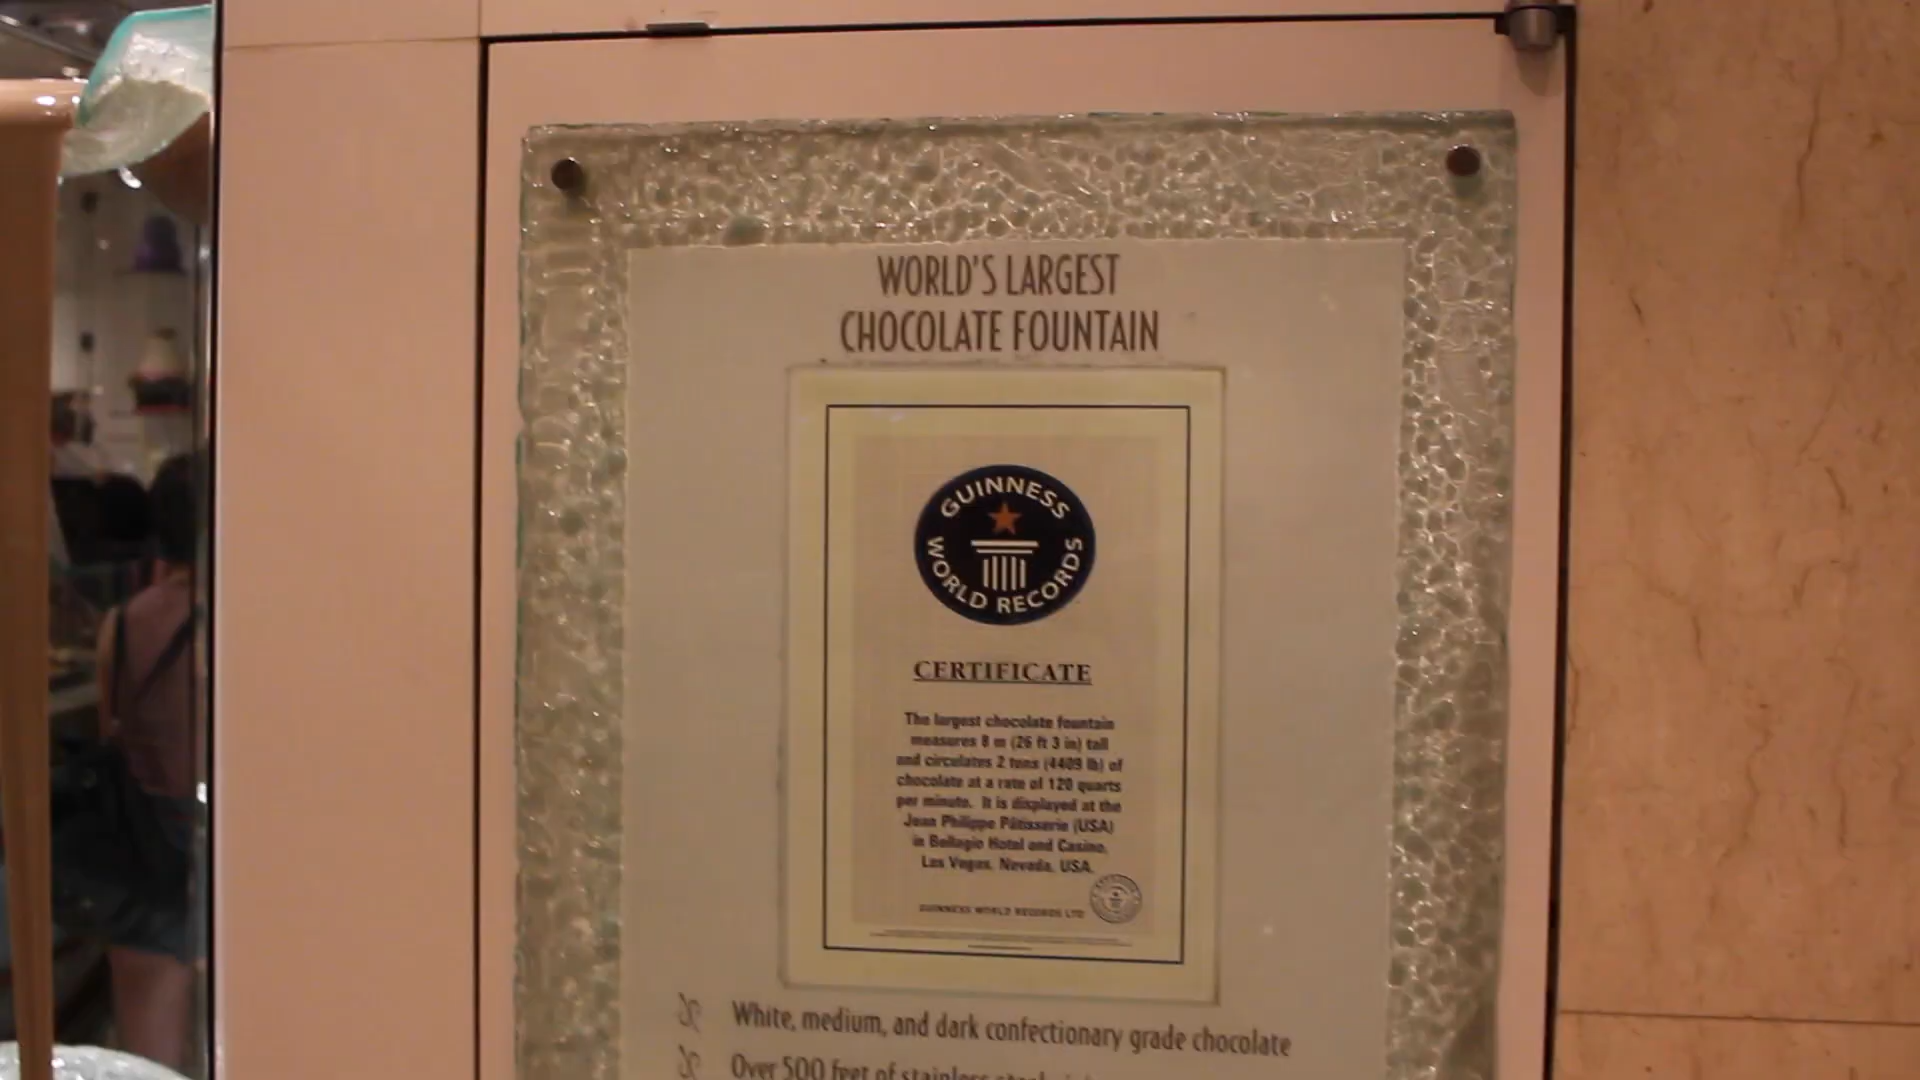 WORLD'S LARGEST
CHOCOLATE FOUNTAIN
GUINNESS
WORLD RECORDS
CERTIFICATE
The largest chocolate fountain
measures 8 m (26 ft 3 in) tall
and circulates 2 tons (4409 lb) of
chocolate at a rate of 120 quarts
per minute. It is displayed at the
Jean Philippe Pâtisserie (USA)
in Bellagio Hotel and Casino,
Las Vegas, Nevada, USA.
GUINNESS WORLD RECORDS LTD
White, medium, and dark confectionary grade chocolate
Over 500 feet of stainless